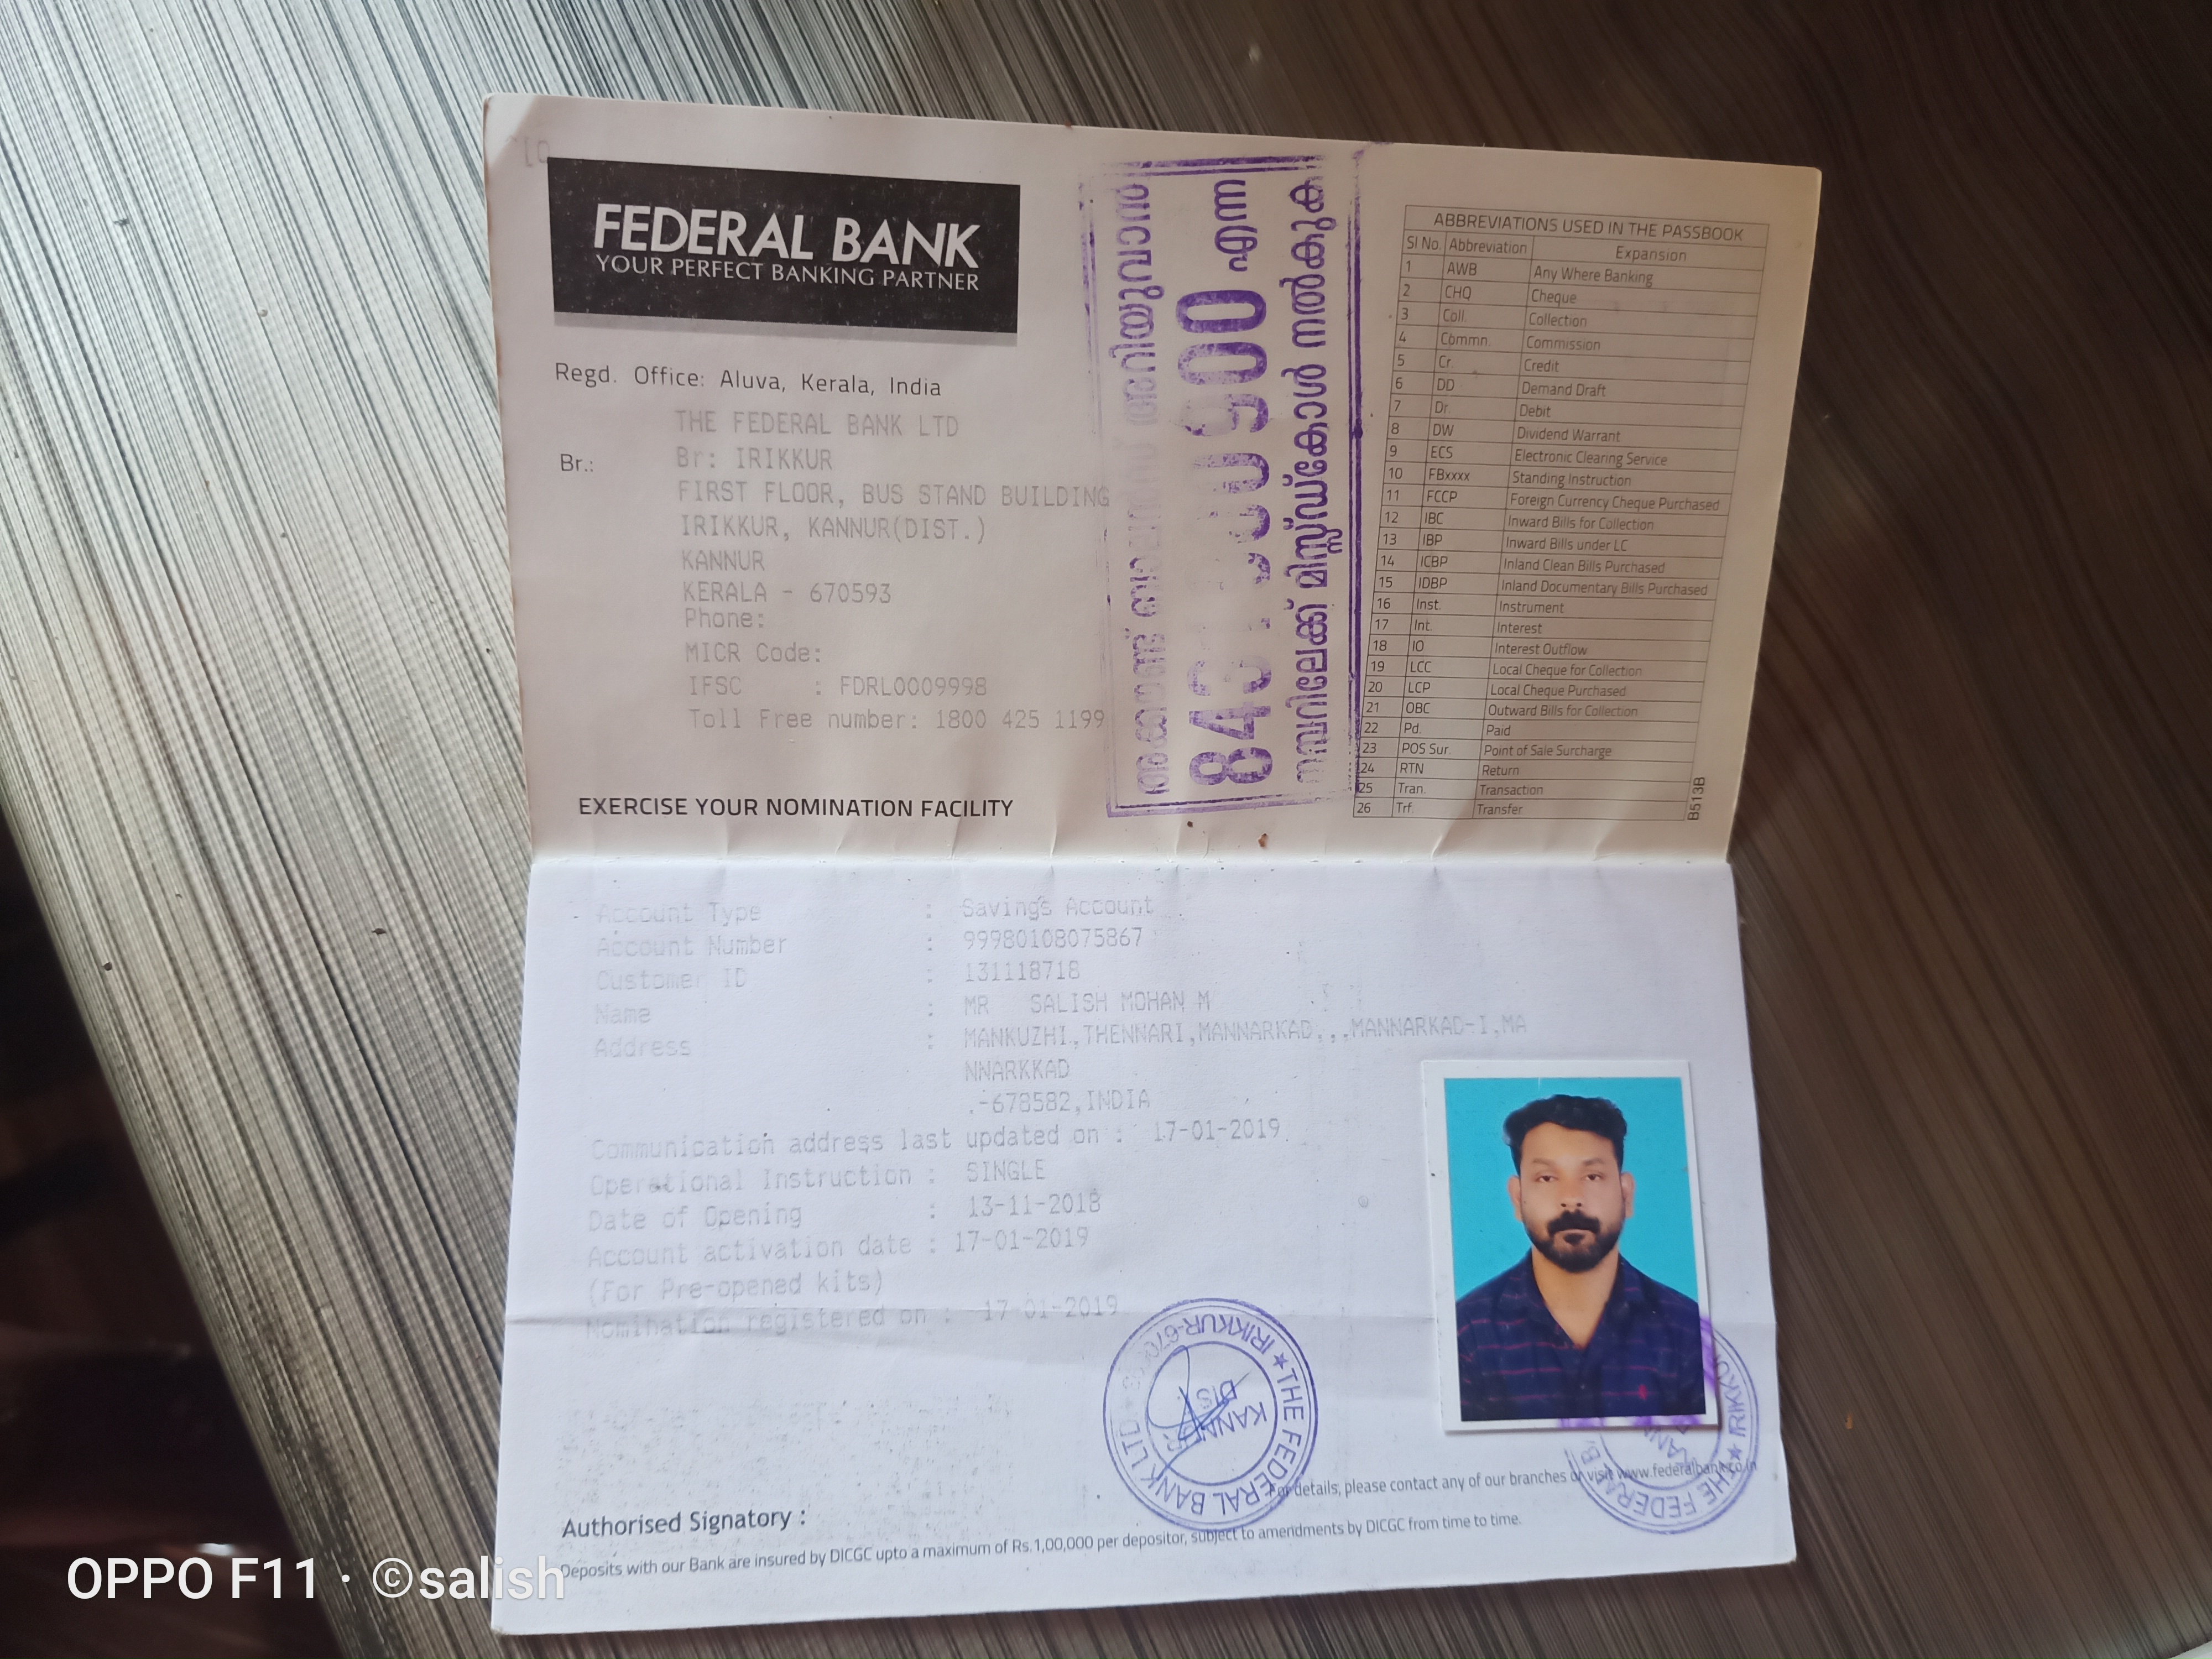 FEDERAL BANK
YOUR PERFECT BANKING PARTNER
Regd. Office: Aluva, Kerala, India
THE FEDERAL BANK LTD
Br.: Br: IRIKKUR
FIRST FLOOR, BUS STAND BUILDING
IRIKKUR, KANNUR(DIST.)
KANNUR
KERALA - 670593
Phone:
MICR Code:
IFSC : FDRL0009998
Toll Free number: 1800 425 1199
EXERCISE YOUR NOMINATION FACILITY
അറിയുവാൻ
900 എന്ന
നമ്പറിലേക്ക് മിസ്സ്ഡ്കോൾ നൽകുക
ABBREVIATIONS USED IN THE PASSBOOK
Sl No. Abbreviation Expansion
1 AWB Any Where Banking
2 CHQ Cheque
3 Coll. Collection
4 Commn. Commission
5 Cr. Credit
6 DD Demand Draft
7 Dr. Debit
8 DW Dividend Warrant
9 ECS Electronic Clearing Service
10 FBxxxx Standing Instruction
11 FCCP Foreign Currency Cheque Purchased
12 IBC Inward Bills for Collection
13 IBP Inward Bills under LC
14 ICBP Inland Clean Bills Purchased
15 IDBP Inland Documentary Bills Purchased
16 Inst. Instrument
17 Int. Interest
18 IO Interest Outflow
19 LCC Local Cheque for Collection
20 LCP Local Cheque Purchased
21 OBC Outward Bills for Collection
22 Pd. Paid
23 POS Sur. Point of Sale Surcharge
24 RTN Return
25 Tran. Transaction
26 Trf. Transfer
B513B
Account Type : Savings Account
Account Number : 99980108075867
Customer ID : 131118718
Name : MR SALISH MOHAN M
Address : MANKUZHI,THENNARI,MANNARKAD,,,MANNARKAD-I,MA
NNARKKAD
.-678582,INDIA
Communication address last updated on : 17-01-2019
Operational Instruction : SINGLE
Date of Opening : 13-11-2018
Account activation date : 17-01-2019
(For Pre-opened kits)
Nomination registered on : 17-01-2019
THE FEDERAL BANK LTD
IRIKKUR
THE FEDERAL
IRIKKU
For details, please contact any of our branches or visit www.federalbank.co.in
Authorised Signatory :
Deposits with our Bank are insured by DICGC upto a maximum of Rs.1,00,000 per depositor, subject to amendments by DICGC from time to time.
OPPO F11 · ©salish